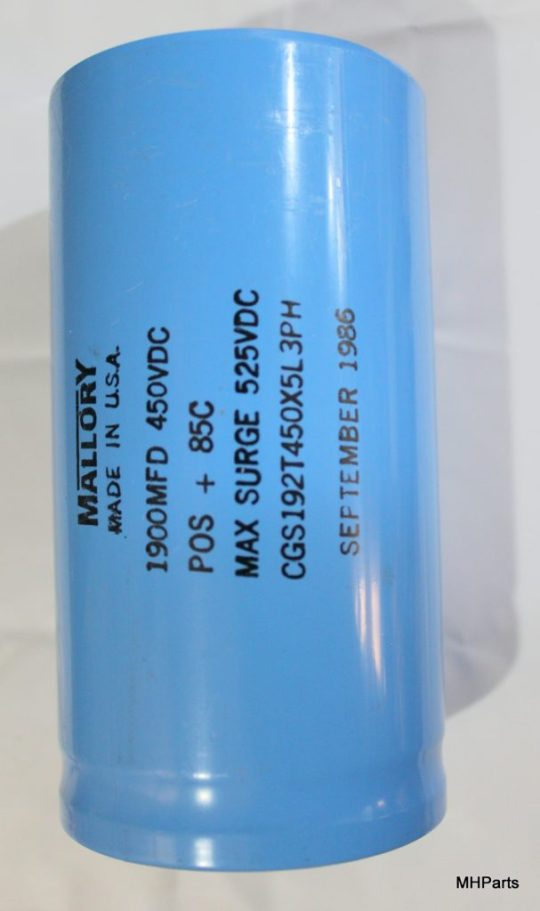 MALLORY
MADE IN U.S.A.
1900MFD 450VDC
POS + 85C
MAX SURGE 525VDC
CGS192T450X5L3PH
SEPTEMBER 1986
MHParts